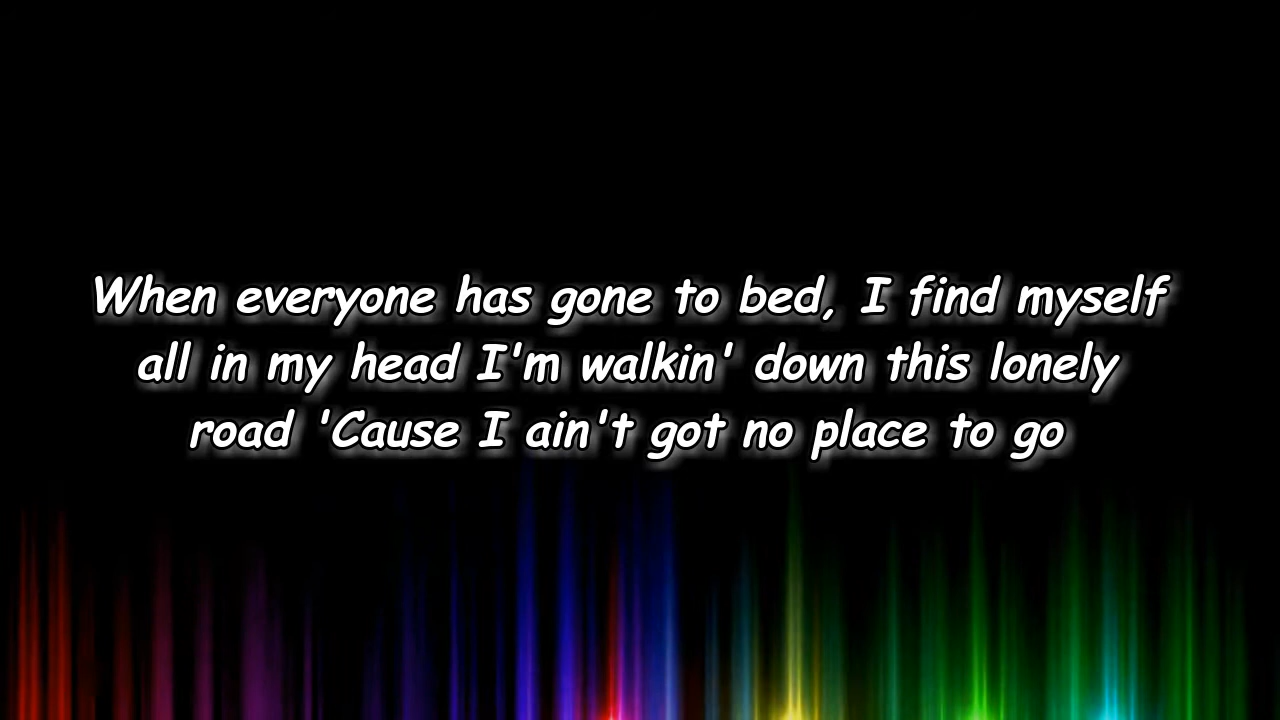 When everyone has gone to bed, I find myself
all in my head I'm walkin' down this lonely
road 'Cause I ain't got no place to go